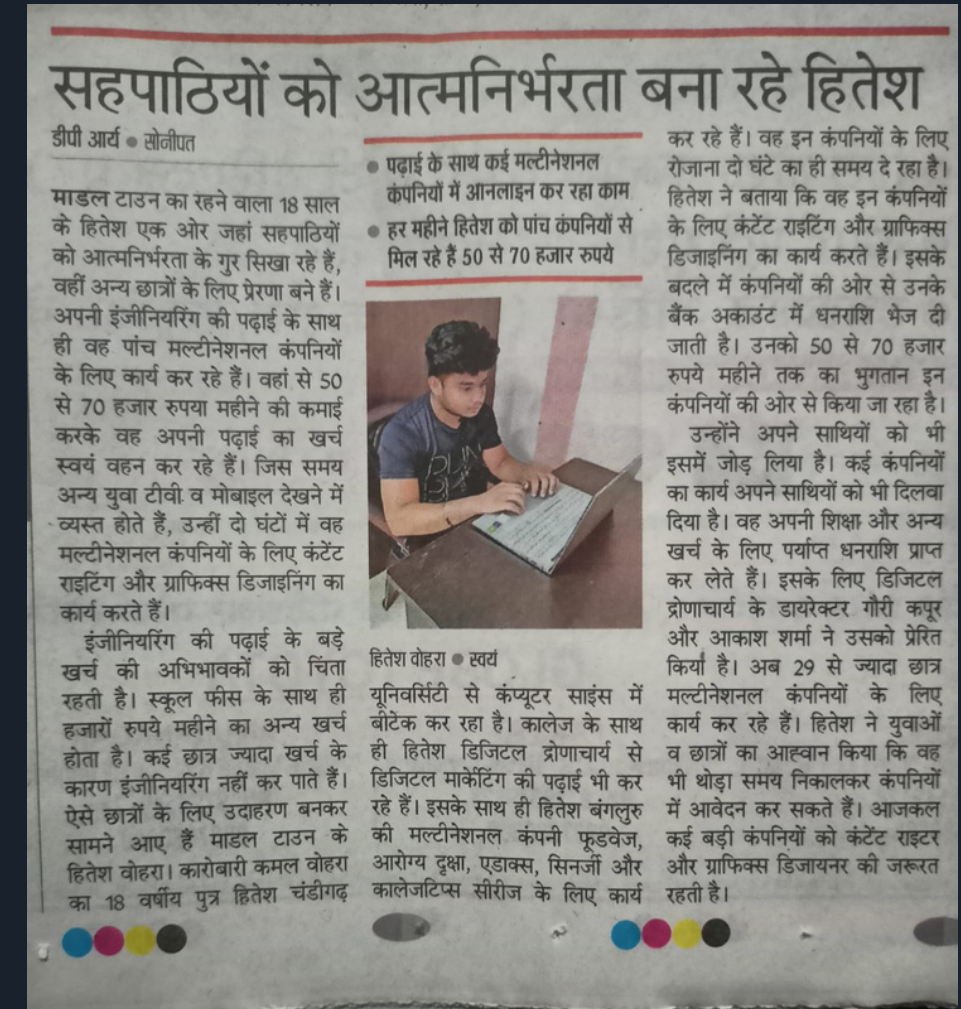 सहपाठियों को आत्मनिर्भरता बना रहे हितेश
डीपी आर्य ● सोनीपत
माडल टाउन का रहने वाला 18 साल
के हितेश एक ओर जहां सहपाठियों
को आत्मनिर्भरता के गुर सिखा रहे हैं,
वहीं अन्य छात्रों के लिए प्रेरणा बने हैं।
अपनी इंजीनियरिंग की पढ़ाई के साथ
ही वह पांच मल्टीनेशनल कंपनियों
के लिए कार्य कर रहे हैं। वहां से 50
से 70 हजार रुपया महीने की कमाई
करके वह अपनी पढ़ाई का खर्च
स्वयं वहन कर रहे हैं। जिस समय
अन्य युवा टीवी व मोबाइल देखने में
व्यस्त होते हैं, उन्हीं दो घंटों में वह
मल्टीनेशनल कंपनियों के लिए कंटेंट
राइटिंग और ग्राफिक्स डिजाइनिंग का
कार्य करते हैं।
इंजीनियरिंग की पढ़ाई के बड़े
खर्च की अभिभावकों को चिंता
रहती है। स्कूल फीस के साथ ही
हजारों रुपये महीने का अन्य खर्च
होता है। कई छात्र ज्यादा खर्च के
कारण इंजीनियरिंग नहीं कर पाते हैं।
ऐसे छात्रों के लिए उदाहरण बनकर
सामने आए हैं माडल टाउन के
हितेश वोहरा। कारोबारी कमल वोहरा
का 18 वर्षीय पुत्र हितेश चंडीगढ़
● पढ़ाई के साथ कई मल्टीनेशनल
कंपनियों में आनलाइन कर रहा काम
● हर महीने हितेश को पांच कंपनियों से
मिल रहे हैं 50 से 70 हजार रुपये
हितेश वोहरा ● स्वयं
यूनिवर्सिटी से कंप्यूटर साइंस में
बीटेक कर रहा है। कालेज के साथ
ही हितेश डिजिटल द्रोणाचार्य से
डिजिटल मार्केटिंग की पढ़ाई भी कर
रहे हैं। इसके साथ ही हितेश बंगलुरु
की मल्टीनेशनल कंपनी फूडवेज,
आरोग्य दृक्षा, एडाक्स, सिनर्जी और
कालेजटिप्स सीरीज के लिए कार्य
कर रहे हैं। वह इन कंपनियों के लिए
रोजाना दो घंटे का ही समय दे रहा है।
हितेश ने बताया कि वह इन कंपनियों
के लिए कंटेंट राइटिंग और ग्राफिक्स
डिजाइनिंग का कार्य करते हैं। इसके
बदले में कंपनियों की ओर से उनके
बैंक अकाउंट में धनराशि भेज दी
जाती है। उनको 50 से 70 हजार
रुपये महीने तक का भुगतान इन
कंपनियों की ओर से किया जा रहा है।
उन्होंने अपने साथियों को भी
इसमें जोड़ लिया है। कई कंपनियों
का कार्य अपने साथियों को भी दिलवा
दिया है। वह अपनी शिक्षा और अन्य
खर्च के लिए पर्याप्त धनराशि प्राप्त
कर लेते हैं। इसके लिए डिजिटल
द्रोणाचार्य के डायरेक्टर गौरी कपूर
और आकाश शर्मा ने उसको प्रेरित
किया है। अब 29 से ज्यादा छात्र
मल्टीनेशनल कंपनियों के लिए
कार्य कर रहे हैं। हितेश ने युवाओं
व छात्रों का आह्वान किया कि वह
भी थोड़ा समय निकालकर कंपनियों
में आवेदन कर सकते हैं। आजकल
कई बड़ी कंपनियों को कंटेंट राइटर
और ग्राफिक्स डिजायनर की जरूरत
रहती है।